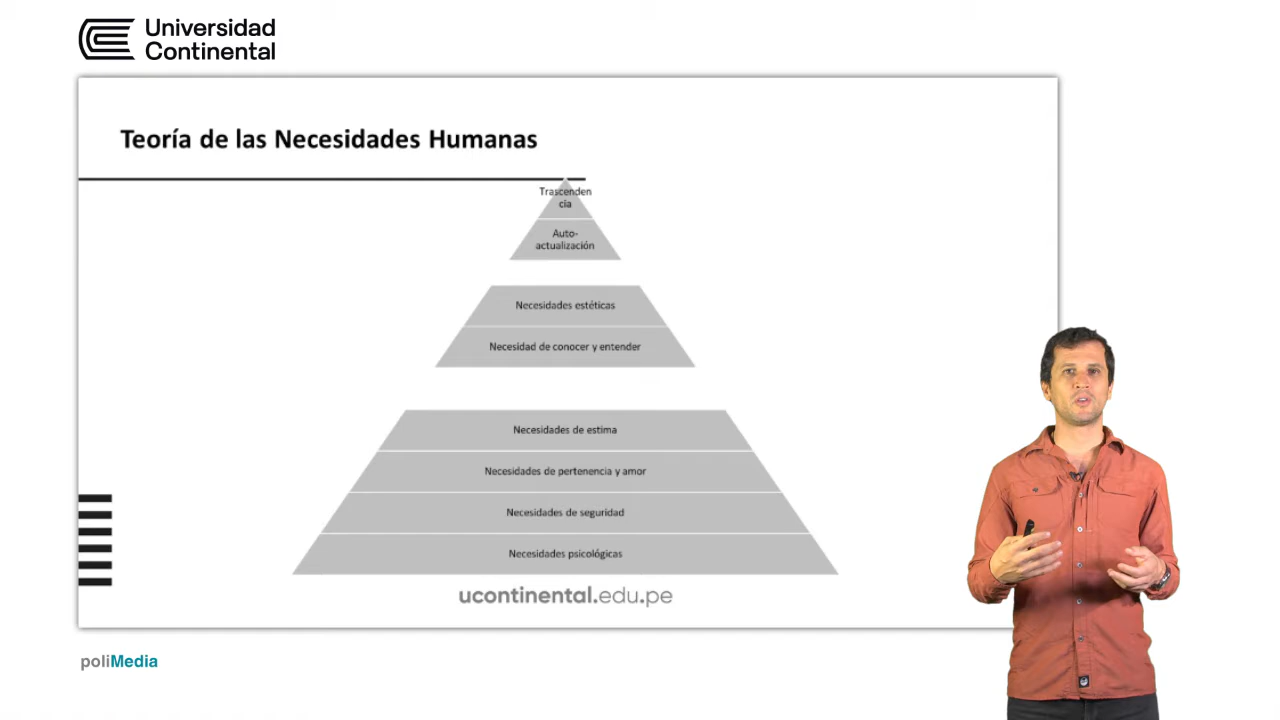 Universidad
Continental
Teoría de las Necesidades Humanas
Trascenden
cia
Auto-
actualización
Necesidades estéticas
Necesidad de conocer y entender
Necesidades de estima
Necesidades de pertenencia y amor
Necesidades de seguridad
Necesidades psicológicas
ucontinental.edu.pe
poliMedia